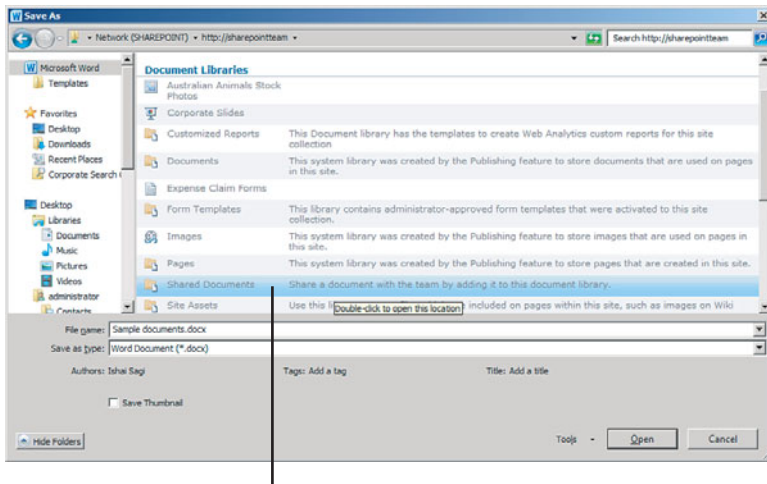 Save As
Network (SHAREPOINT) • http://sharepointteam •
Search http://sharepointteam
Microsoft Word
Templates
Favorites
Desktop
Downloads
Recent Places
Corporate Search
Desktop
Libraries
Documents
Music
Pictures
Videos
administrator
Contacts
Document Libraries
Australian Animals Stock
Photos
Corporate Slides
Customized Reports This Document library has the templates to create Web Analytics custom reports for this site
collection
Documents This system library was created by the Publishing feature to store documents that are used on pages
in this site.
Expense Claim Forms
Form Templates This library contains administrator-approved form templates that were activated to this site
collection.
Images This system library was created by the Publishing feature to store images that are used on pages in
this site.
Pages This system library was created by the Publishing feature to store pages that are created in this site.
Shared Documents Share a document with the team by adding it to this document library.
Site Assets Use this included on pages within this site, such as images on Wiki
Double-click to open this location
File name: Sample documents.docx
Save as type: Word Document (*.docx)
Authors: Ishai Sagi Tags: Add a tag Title: Add a title
Save Thumbnail
Hide Folders Tools Open Cancel